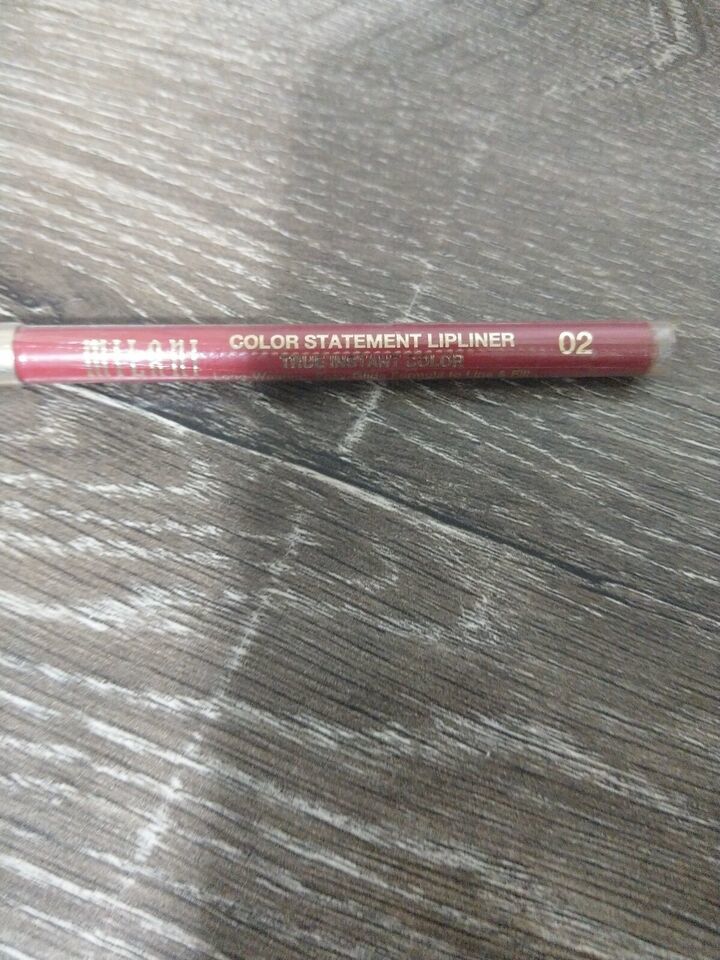 MILANI
COLOR STATEMENT LIPLINER
TRUE INSTANT COLOR
02